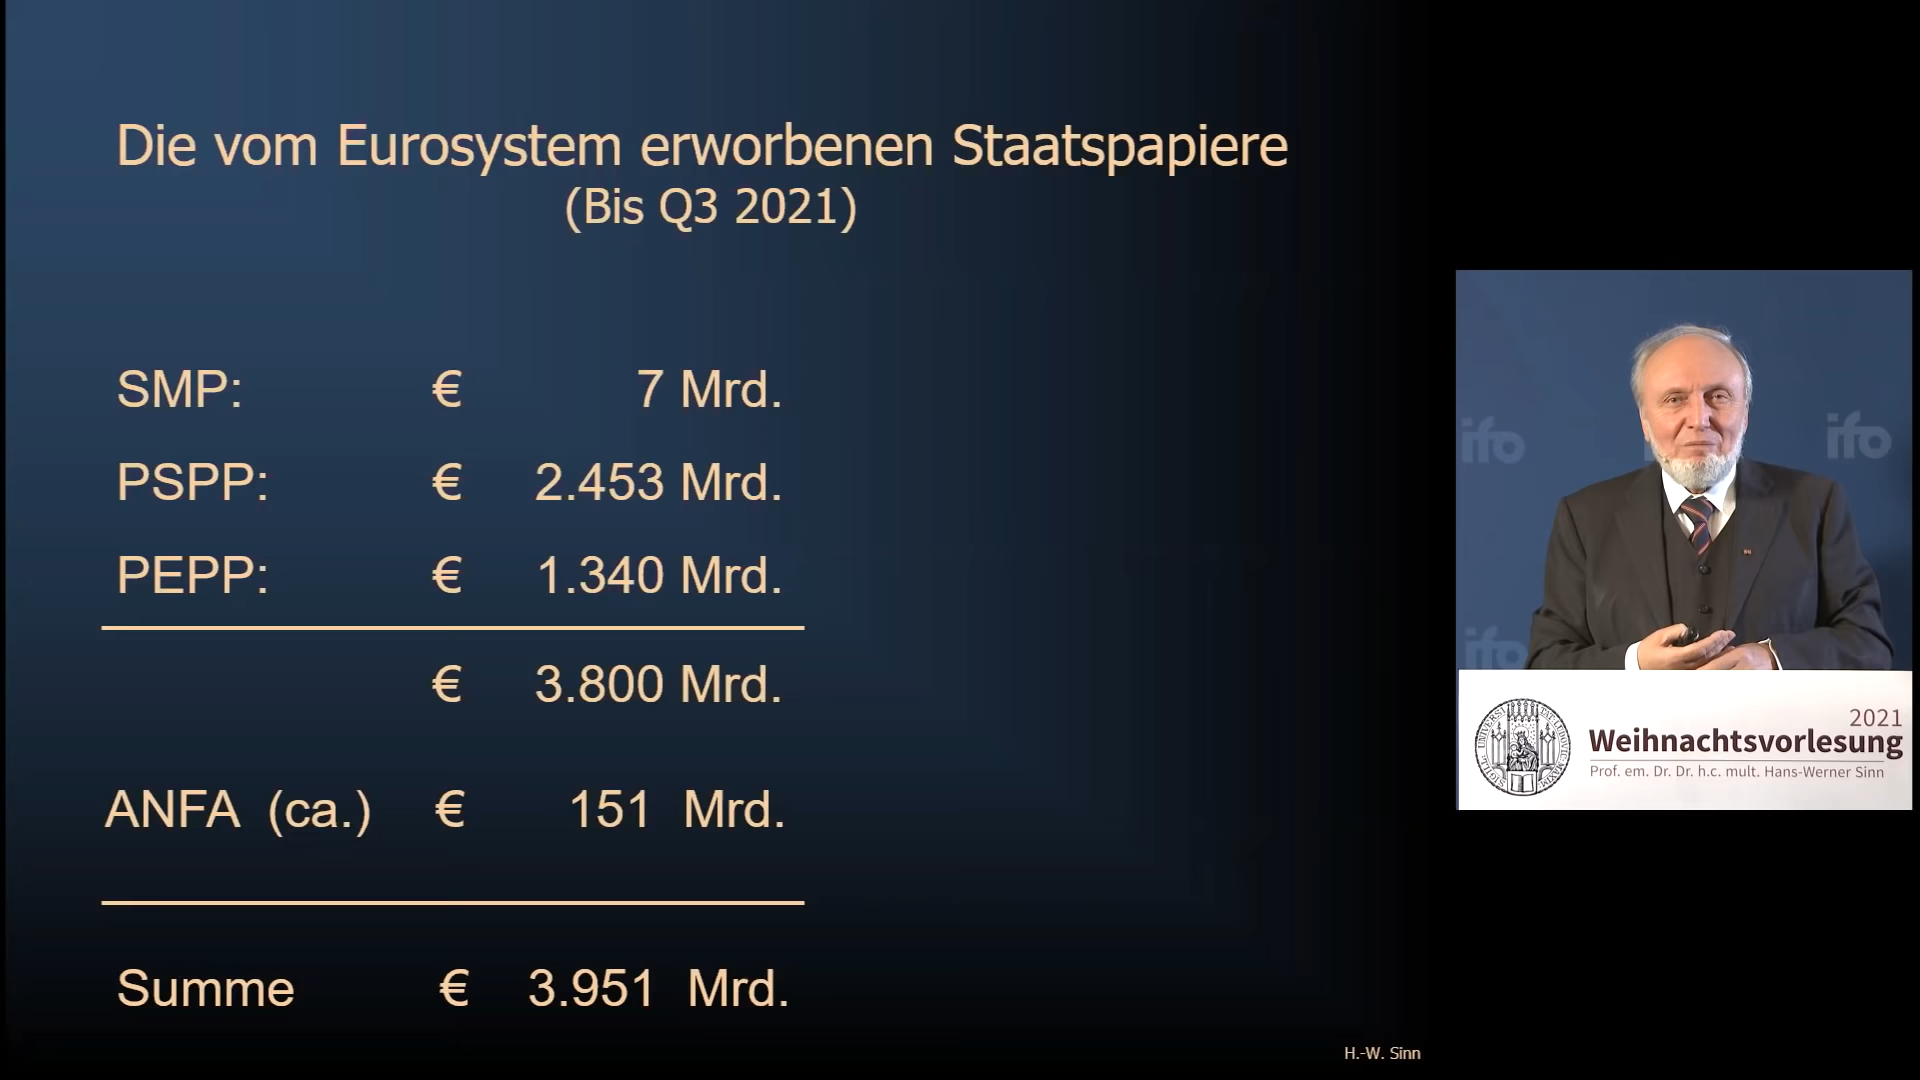 Die vom Eurosystem erworbenen Staatspapiere
(Bis Q3 2021)
SMP: € 7 Mrd.
PSPP: € 2.453 Mrd.
PEPP: € 1.340 Mrd.
€ 3.800 Mrd.
ANFA (ca.) € 151 Mrd.
Summe € 3.951 Mrd.
H.-W. Sinn
ifo
ifo
ifo
2021
Weihnachtsvorlesung
Prof. em. Dr. Dr. h.c. mult. Hans-Werner Sinn